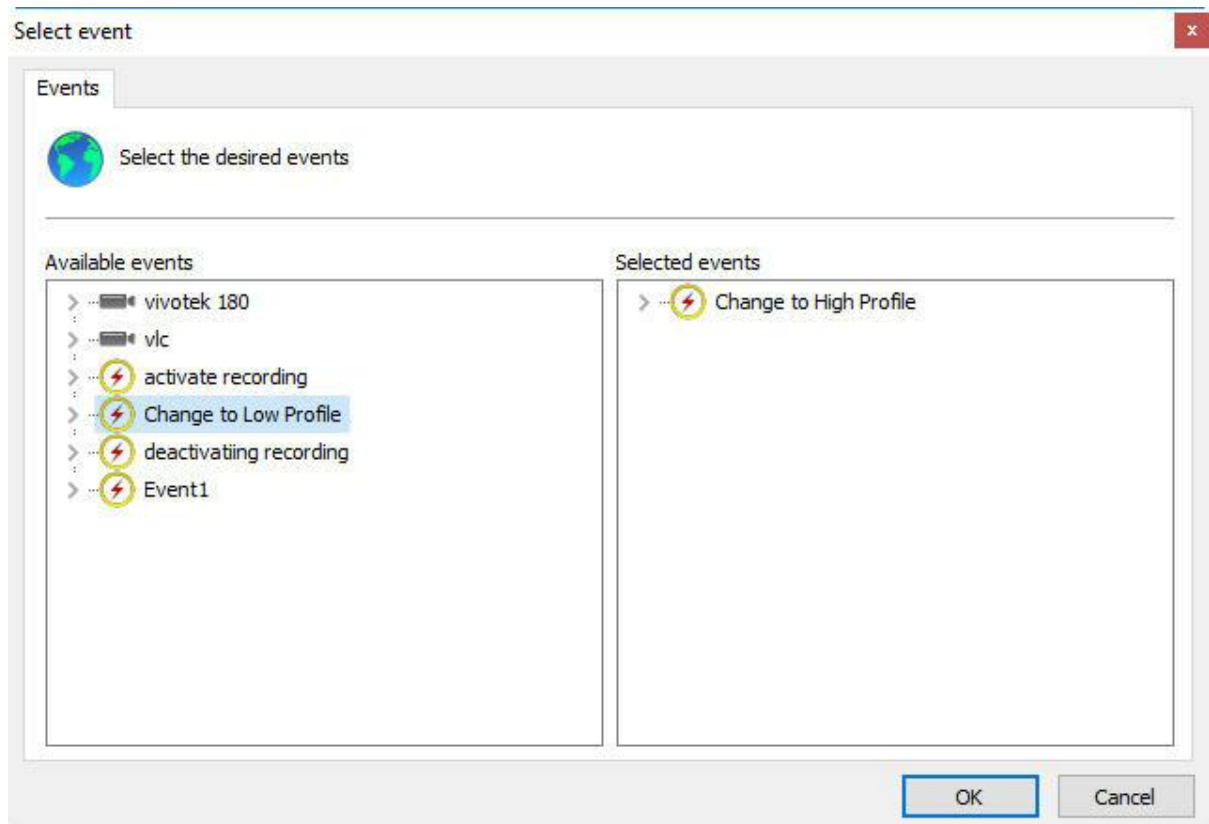 Select event
x
Events
Select the desired events
Available events
vivotek 180
vlc
activate recording
Change to Low Profile
deactivatiing recording
Event1
Selected events
Change to High Profile
OK
Cancel